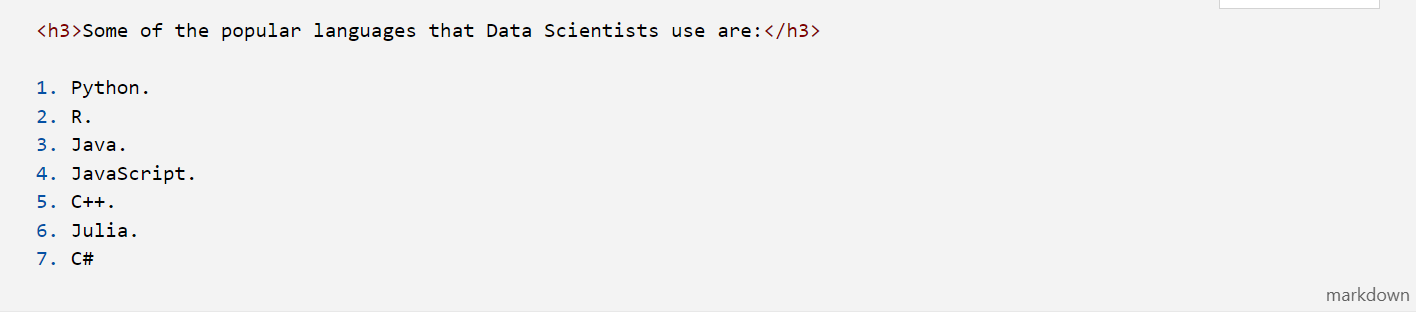 <h3>Some of the popular languages that Data Scientists use are:</h3>
1. Python.
2. R.
3. Java.
4. JavaScript.
5. C++.
6. Julia.
7. C#
markdown